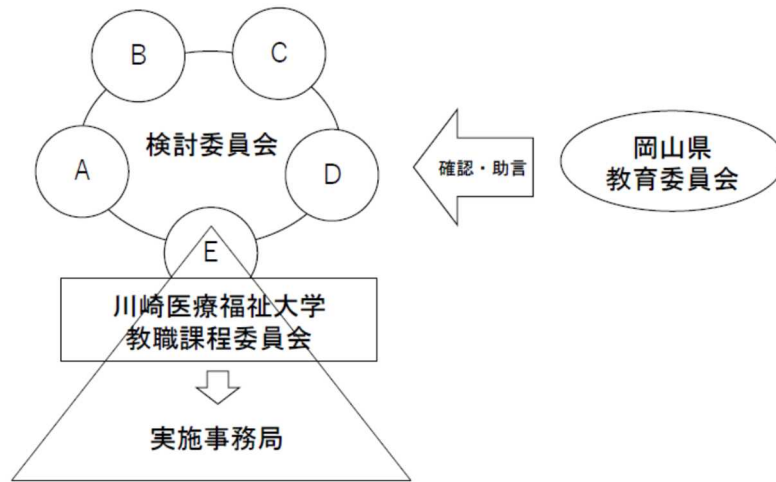 B
C
A
検討委員会
D
E
確認・助言
岡山県
教育委員会
川崎医療福祉大学
教職課程委員会
実施事務局